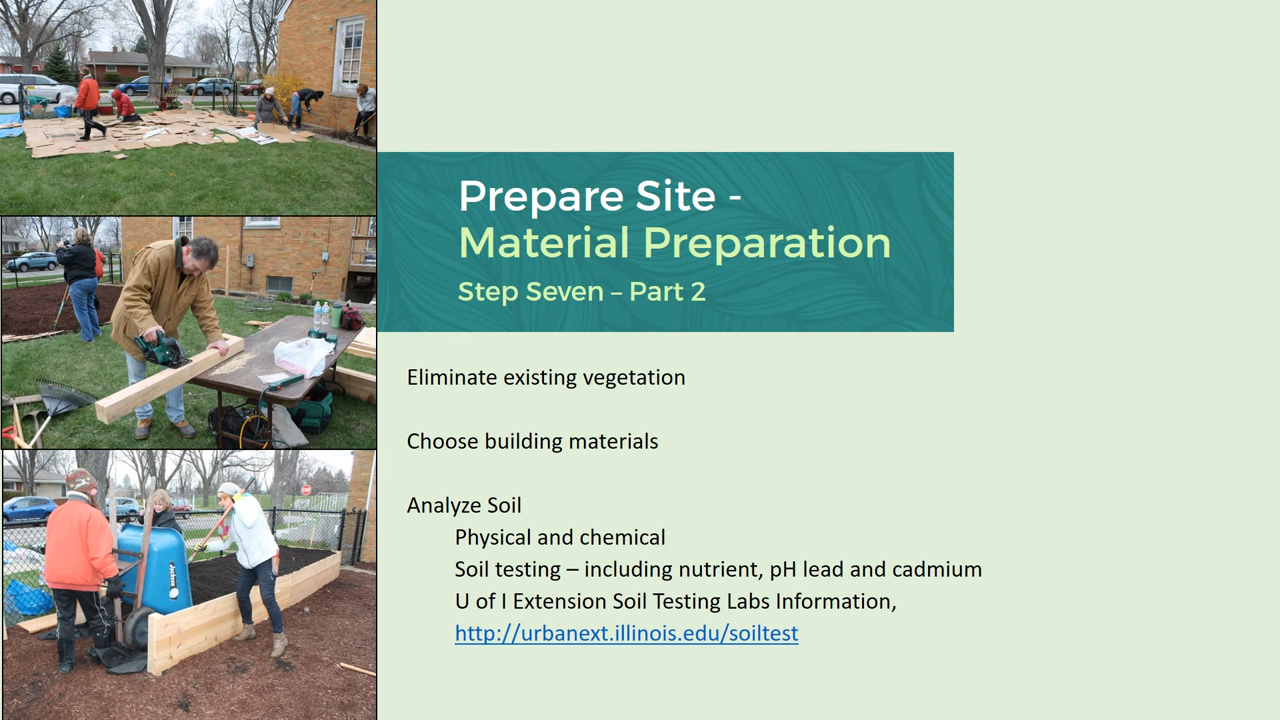 Prepare Site -
Material Preparation
Step Seven – Part 2
Eliminate existing vegetation
Choose building materials
Analyze Soil
Physical and chemical
Soil testing – including nutrient, pH lead and cadmium
U of I Extension Soil Testing Labs Information,
http://urbanext.illinois.edu/soiltest
Jackson